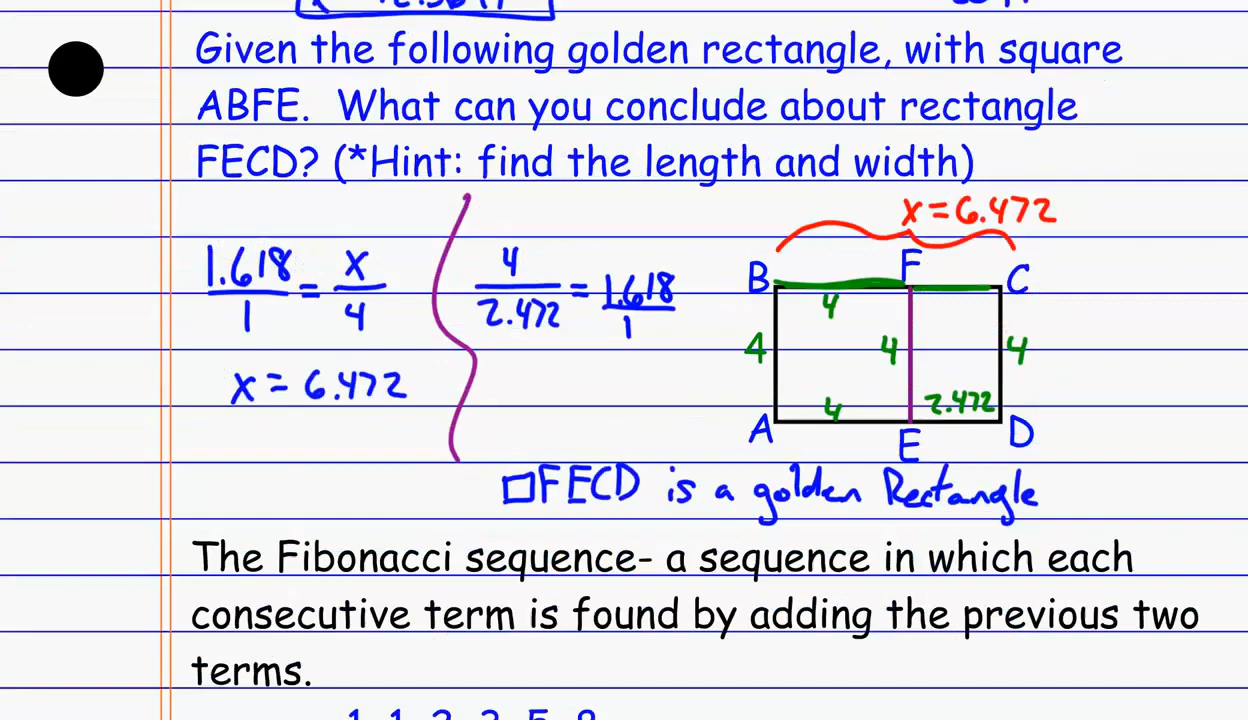 Given the following golden rectangle, with square
ABFE. What can you conclude about rectangle
FECD? (*Hint: find the length and width)
x = 6.472
1.618/1 = x/4
x = 6.472
4/2.472 = 1.618/1
B F C
4
4 4 4
4 2.472
A E D
□FECD is a golden Rectangle
The Fibonacci sequence- a sequence in which each
consecutive term is found by adding the previous two
terms.